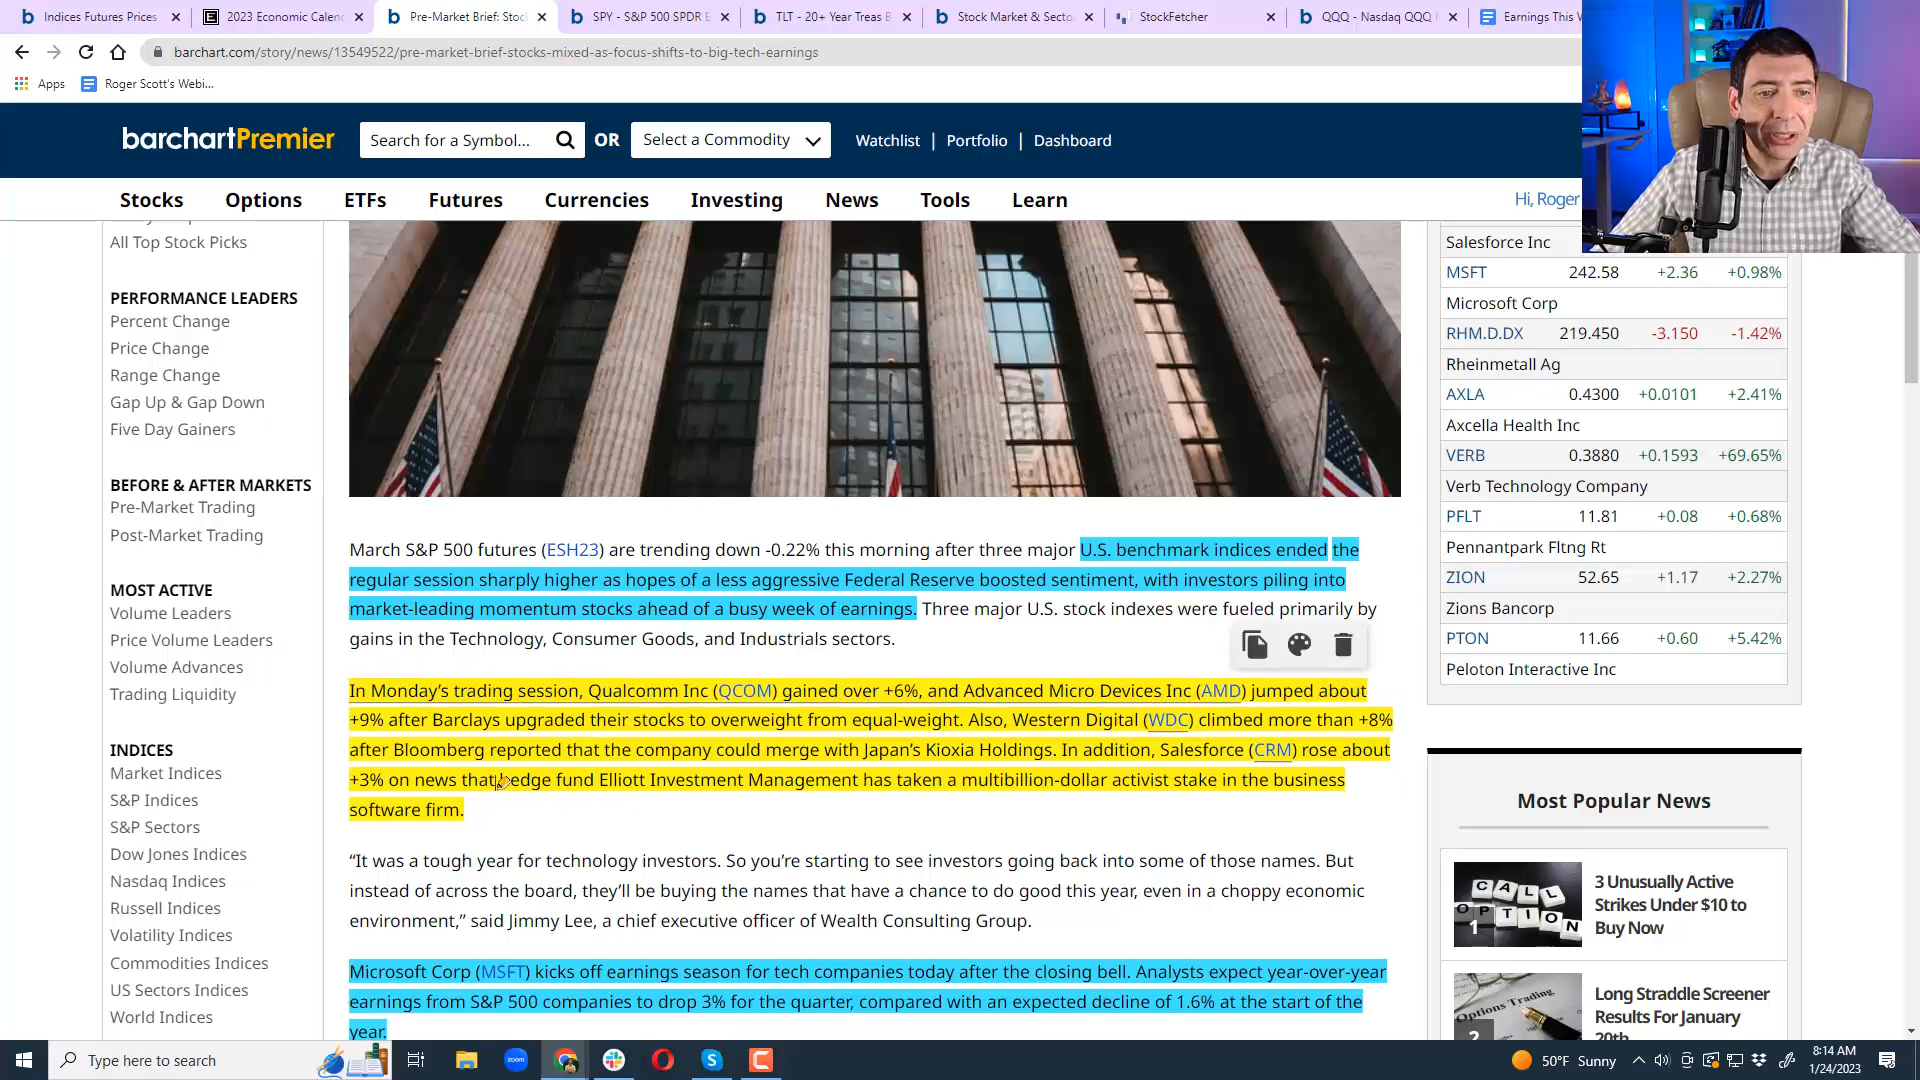 Indices Futures Prices
2023 Economic Calen
Pre-Market Brief: Stoc
SPY - S&P 500 SPDR E
TLT - 20+ Year Treas B
Stock Market & Secto
StockFetcher
QQQ - Nasdaq QQQ
Earnings This W
barchart.com/story/news/13549522/pre-market-brief-stocks-mixed-as-focus-shifts-to-big-tech-earnings
Apps
Roger Scott's Webi...
barchartPremier
Search for a Symbol...
OR
Select a Commodity
Watchlist | Portfolio | Dashboard
Stocks Options ETFs Futures Currencies Investing News Tools Learn
Hi, Roger
All Top Stock Picks
PERFORMANCE LEADERS
Percent Change
Price Change
Range Change
Gap Up & Gap Down
Five Day Gainers
BEFORE & AFTER MARKETS
Pre-Market Trading
Post-Market Trading
MOST ACTIVE
Volume Leaders
Price Volume Leaders
Volume Advances
Trading Liquidity
INDICES
Market Indices
S&P Indices
S&P Sectors
Dow Jones Indices
Nasdaq Indices
Russell Indices
Volatility Indices
Commodities Indices
US Sectors Indices
World Indices
March S&P 500 futures (ESH23) are trending down -0.22% this morning after three major U.S. benchmark indices ended the
regular session sharply higher as hopes of a less aggressive Federal Reserve boosted sentiment, with investors piling into
market-leading momentum stocks ahead of a busy week of earnings. Three major U.S. stock indexes were fueled primarily by
gains in the Technology, Consumer Goods, and Industrials sectors.
In Monday's trading session, Qualcomm Inc (QCOM) gained over +6%, and Advanced Micro Devices Inc (AMD) jumped about
+9% after Barclays upgraded their stocks to overweight from equal-weight. Also, Western Digital (WDC) climbed more than +8%
after Bloomberg reported that the company could merge with Japan's Kioxia Holdings. In addition, Salesforce (CRM) rose about
+3% on news that hedge fund Elliott Investment Management has taken a multibillion-dollar activist stake in the business
software firm.
“It was a tough year for technology investors. So you’re starting to see investors going back into some of those names. But
instead of across the board, they’ll be buying the names that have a chance to do good this year, even in a choppy economic
environment,” said Jimmy Lee, a chief executive officer of Wealth Consulting Group.
Microsoft Corp (MSFT) kicks off earnings season for tech companies today after the closing bell. Analysts expect year-over-year
earnings from S&P 500 companies to drop 3% for the quarter, compared with an expected decline of 1.6% at the start of the
year.
Salesforce Inc
MSFT 242.58 +2.36 +0.98%
Microsoft Corp
RHM.D.DX 219.450 -3.150 -1.42%
Rheinmetall Ag
AXLA 0.4300 +0.0101 +2.41%
Axcella Health Inc
VERB 0.3880 +0.1593 +69.65%
Verb Technology Company
PFLT 11.81 +0.08 +0.68%
Pennantpark Fltng Rt
ZION 52.65 +1.17 +2.27%
Zions Bancorp
PTON 11.66 +0.60 +5.42%
Peloton Interactive Inc
Most Popular News
CALL
OPTION
1
3 Unusually Active
Strikes Under $10 to
Buy Now
Options Trading
2
Long Straddle Screener
Results For January
20th
Type here to search
zoom
50°F Sunny
8:14 AM
1/24/2023